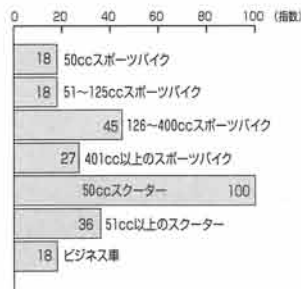 0 20 40 60 80 100 (指数)
18 50ccスポーツバイク
18 51～125ccスポーツバイク
45 126～400ccスポーツバイク
27 401cc以上のスポーツバイク
50ccスクーター 100
36 51cc以上のスクーター
18 ビジネス車